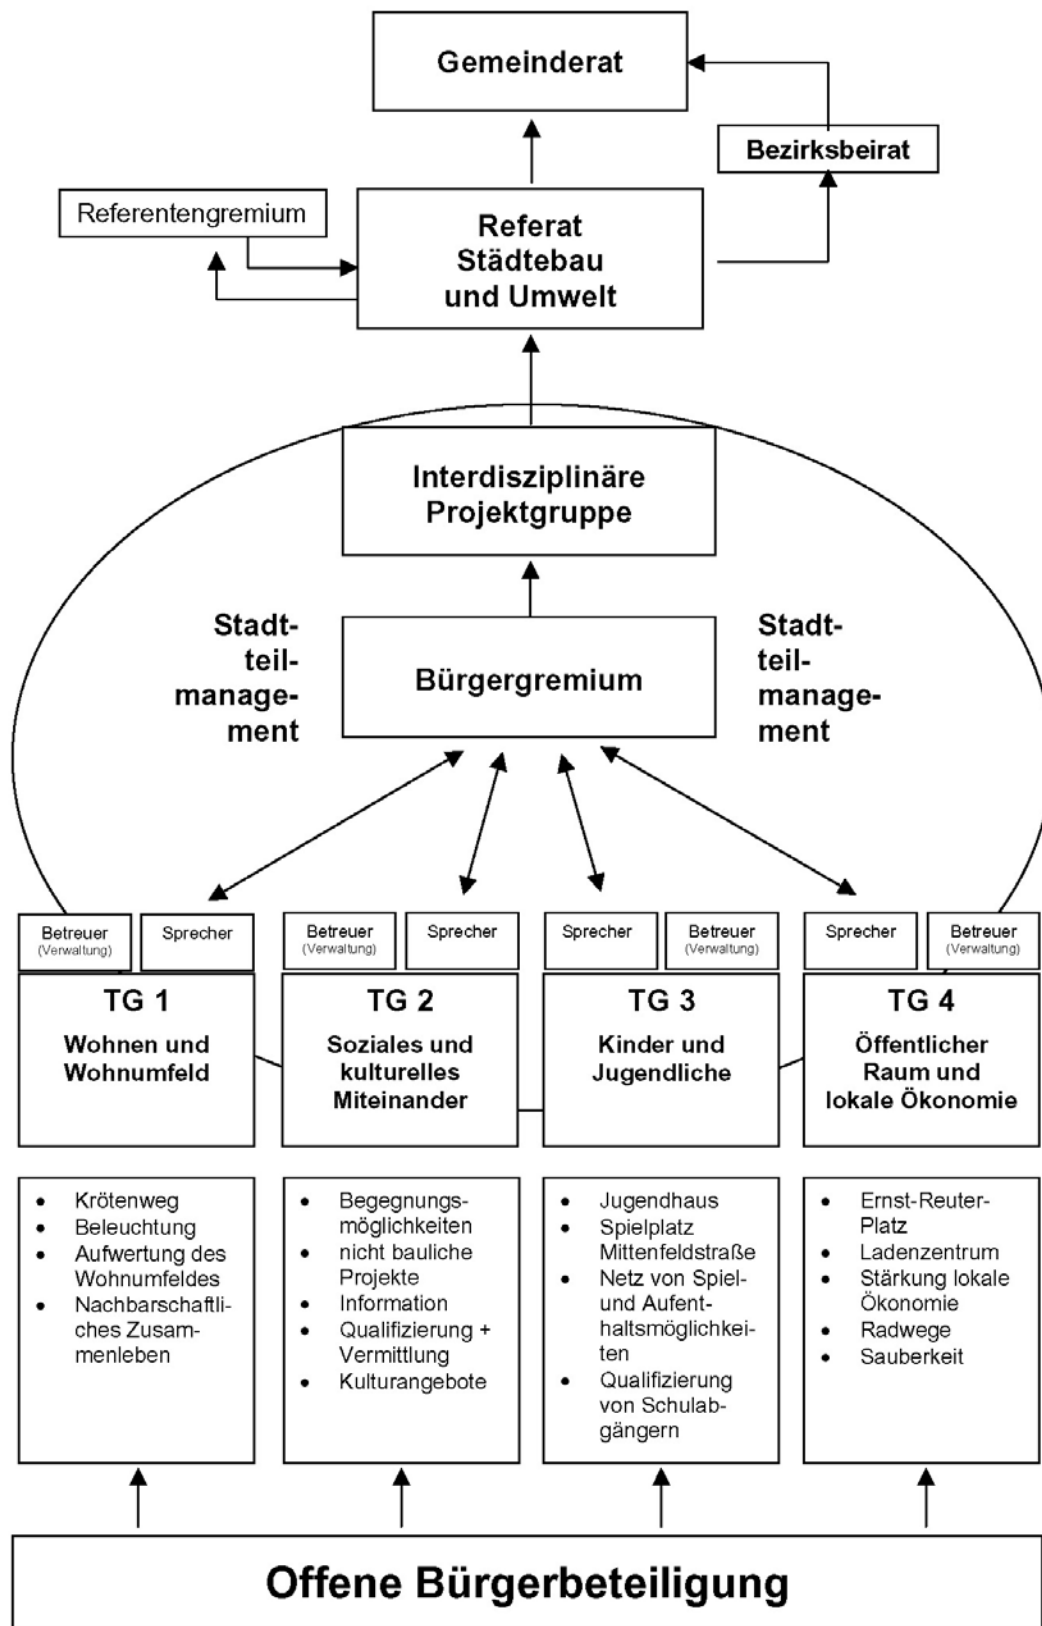 Gemeinderat
Bezirksbeirat
Referentengremium
Referat
Städtebau
und Umwelt
Interdisziplinäre
Projektgruppe
Stadt-
teil-
manage-
ment
Bürgergremium
Stadt-
teil-
manage-
ment
Betreuer
(Verwaltung)
Sprecher
TG 1
Wohnen und
Wohnumfeld
Betreuer
(Verwaltung)
Sprecher
TG 2
Soziales und
kulturelles
Miteinander
Sprecher
Betreuer
(Verwaltung)
TG 3
Kinder und
Jugendliche
Sprecher
Betreuer
(Verwaltung)
TG 4
Öffentlicher
Raum und
lokale Ökonomie
• Krötenweg
• Beleuchtung
• Aufwertung des
Wohnumfeldes
• Nachbarschaftli-
ches Zusam-
menleben
• Begegnungs-
möglichkeiten
• nicht bauliche
Projekte
• Information
• Qualifizierung +
Vermittlung
• Kulturangebote
• Jugendhaus
• Spielplatz
Mittenfeldstraße
• Netz von Spiel-
und Aufent-
haltsmöglichkei-
ten
• Qualifizierung
von Schulab-
gängern
• Ernst-Reuter-
Platz
• Ladenzentrum
• Stärkung lokale
Ökonomie
• Radwege
• Sauberkeit
Offene Bürgerbeteiligung